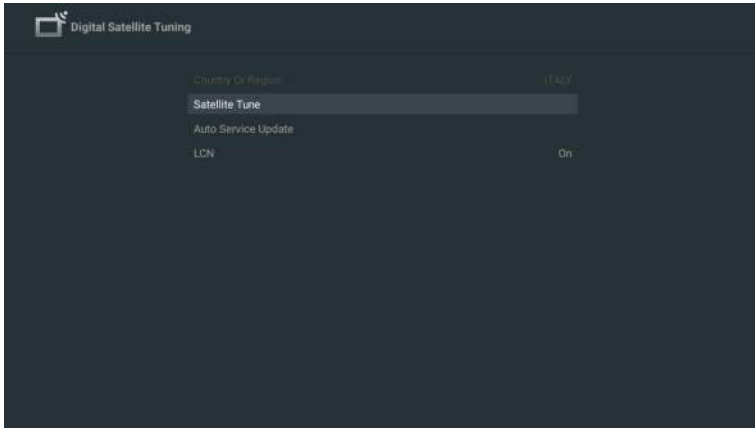 Digital Satellite Tuning
Country Or Region ITALY
Satellite Tune
Auto Service Update
LCN On